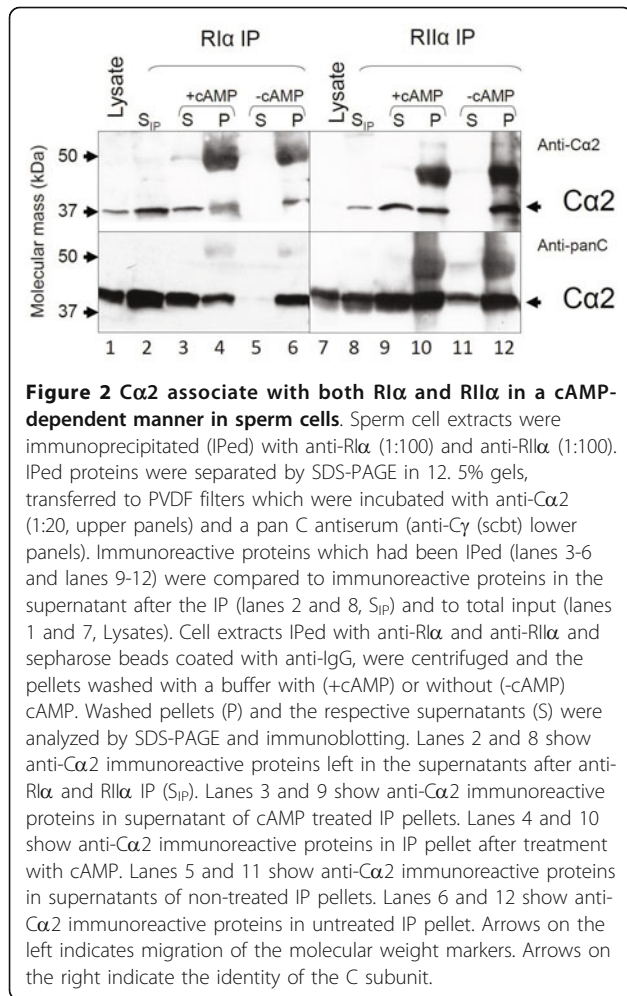 RIα IP
RIIα IP
Lysate
S_IP
+cAMP
-cAMP
S
P
S
P
Lysate
S_IP
+cAMP
-cAMP
S
P
S
P
Molecular mass (kDa)
50
37
50
37
Anti-Cα2
Cα2
Anti-panC
Cα2
1 2 3 4 5 6 7 8 9 10 11 12
Figure 2 Cα2 associate with both RIα and RIIα in a cAMP-
dependent manner in sperm cells. Sperm cell extracts were
immunoprecipitated (IPed) with anti-RIα (1:100) and anti-RIIα (1:100).
IPed proteins were separated by SDS-PAGE in 12. 5% gels,
transferred to PVDF filters which were incubated with anti-Cα2
(1:20, upper panels) and a pan C antiserum (anti-Cγ (scbt) lower
panels). Immunoreactive proteins which had been IPed (lanes 3-6
and lanes 9-12) were compared to immunoreactive proteins in the
supernatant after the IP (lanes 2 and 8, S_IP) and to total input (lanes
1 and 7, Lysates). Cell extracts IPed with anti-RIα and anti-RIIα and
sepharose beads coated with anti-IgG, were centrifuged and the
pellets washed with a buffer with (+cAMP) or without (-cAMP)
cAMP. Washed pellets (P) and the respective supernatants (S) were
analyzed by SDS-PAGE and immunoblotting. Lanes 2 and 8 show
anti-Cα2 immunoreactive proteins left in the supernatants after anti-
RIα and RIIα IP (S_IP). Lanes 3 and 9 show anti-Cα2 immunoreactive
proteins in supernatant of cAMP treated IP pellets. Lanes 4 and 10
show anti-Cα2 immunoreactive proteins in IP pellet after treatment
with cAMP. Lanes 5 and 11 show anti-Cα2 immunoreactive proteins
in supernatants of non-treated IP pellets. Lanes 6 and 12 show anti-
Cα2 immunoreactive proteins in untreated IP pellet. Arrows on the
left indicates migration of the molecular weight markers. Arrows on
the right indicate the identity of the C subunit.